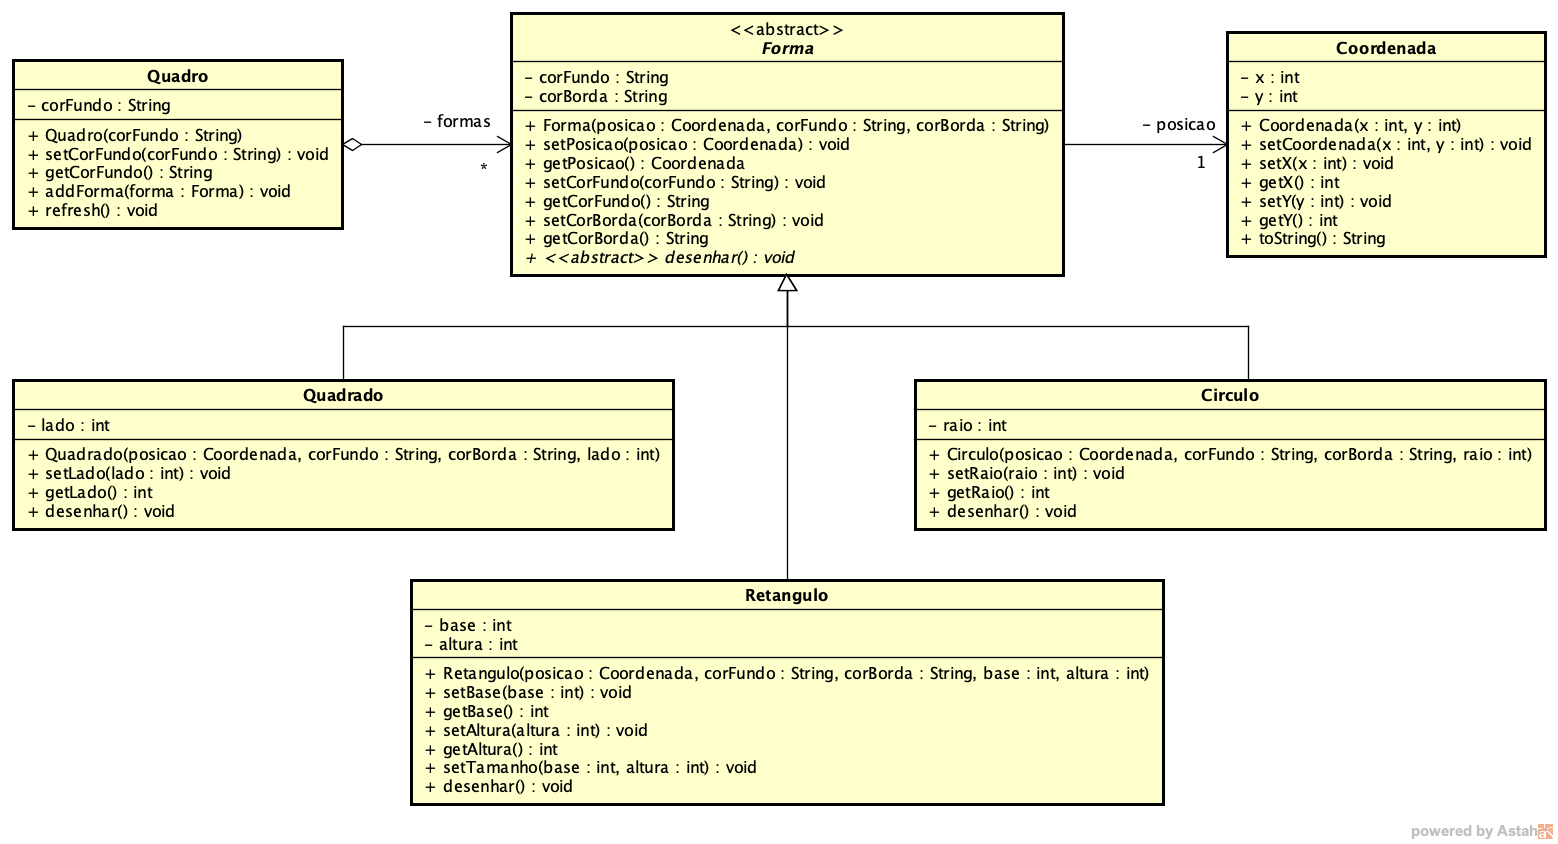 Quadro
- corFundo : String
+ Quadro(corFundo : String)
+ setCorFundo(corFundo : String) : void
+ getCorFundo() : String
+ addForma(forma : Forma) : void
+ refresh() : void
- formas
*
<<abstract>>
Forma
- corFundo : String
- corBorda : String
+ Forma(posicao : Coordenada, corFundo : String, corBorda : String)
+ setPosicao(posicao : Coordenada) : void
+ getPosicao() : Coordenada
+ setCorFundo(corFundo : String) : void
+ getCorFundo() : String
+ setCorBorda(corBorda : String) : void
+ getCorBorda() : String
+ <<abstract>> desenhar() : void
- posicao
1
Coordenada
- x : int
- y : int
+ Coordenada(x : int, y : int)
+ setCoordenada(x : int, y : int) : void
+ setX(x : int) : void
+ getX() : int
+ setY(y : int) : void
+ getY() : int
+ toString() : String
Quadrado
- lado : int
+ Quadrado(posicao : Coordenada, corFundo : String, corBorda : String, lado : int)
+ setLado(lado : int) : void
+ getLado() : int
+ desenhar() : void
Circulo
- raio : int
+ Circulo(posicao : Coordenada, corFundo : String, corBorda : String, raio : int)
+ setRaio(raio : int) : void
+ getRaio() : int
+ desenhar() : void
Retangulo
- base : int
- altura : int
+ Retangulo(posicao : Coordenada, corFundo : String, corBorda : String, base : int, altura : int)
+ setBase(base : int) : void
+ getBase() : int
+ setAltura(altura : int) : void
+ getAltura() : int
+ setTamanho(base : int, altura : int) : void
+ desenhar() : void
powered by Astah